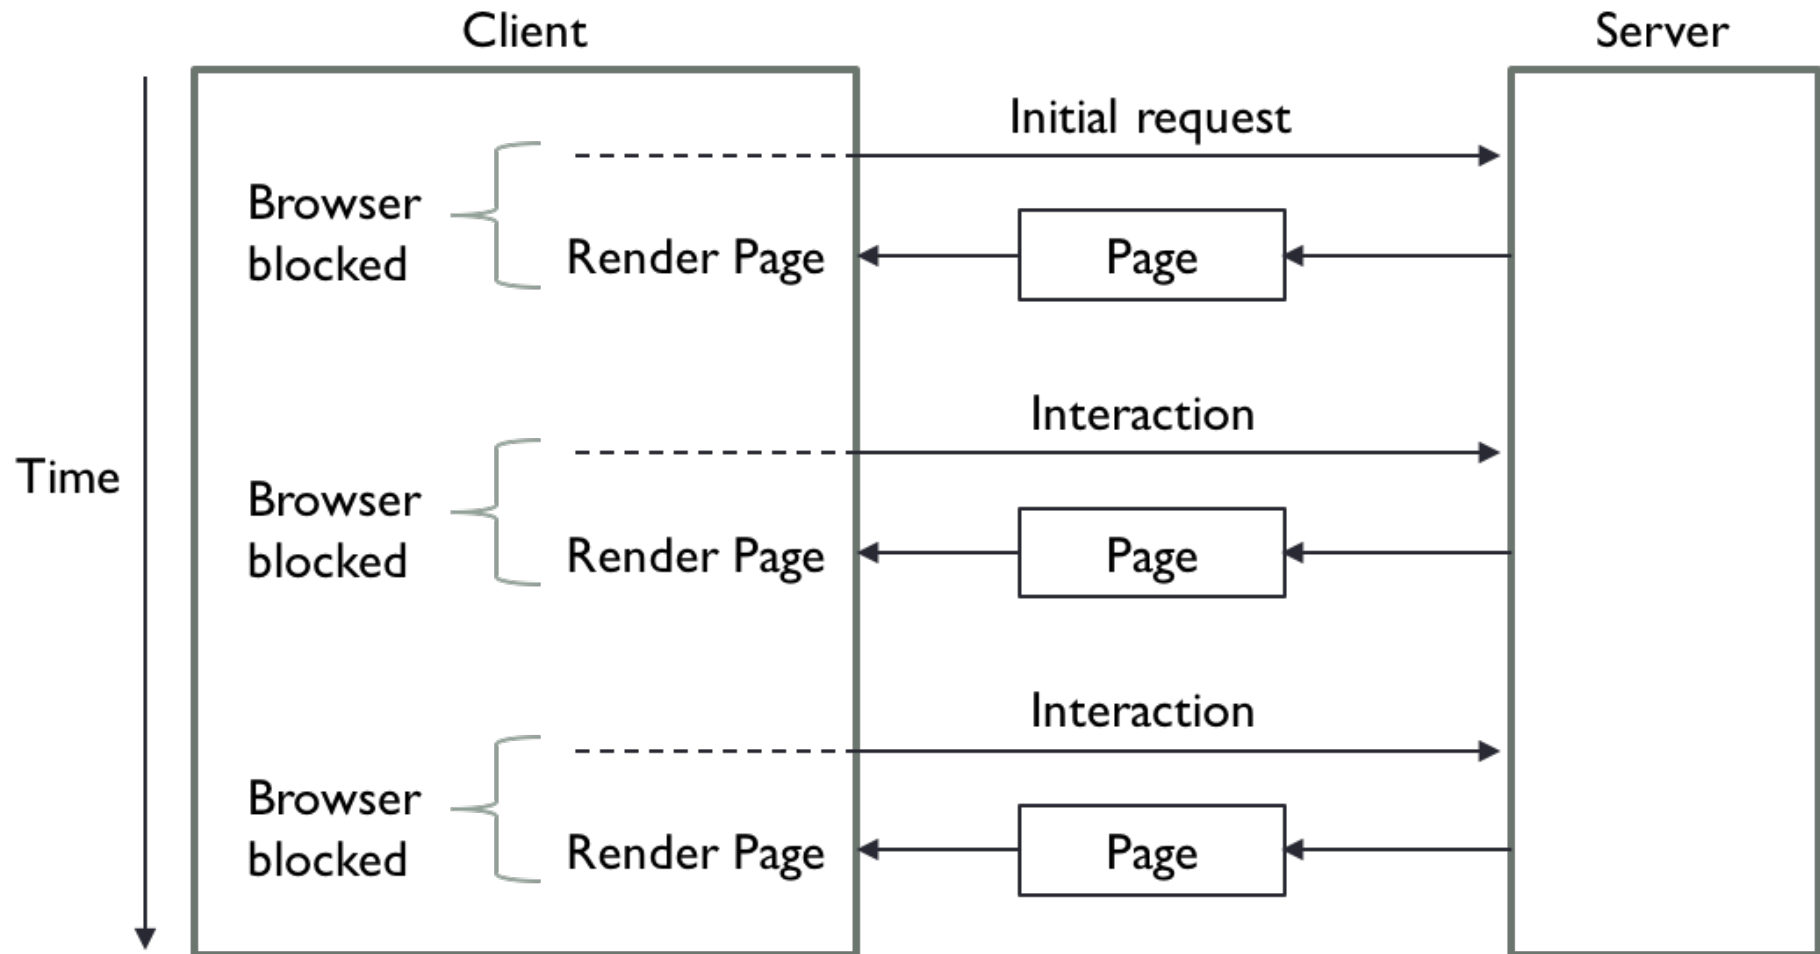 Client
Server
Initial request
Browser
blocked
Render Page
Page
Interaction
Time
Browser
blocked
Render Page
Page
Interaction
Browser
blocked
Render Page
Page